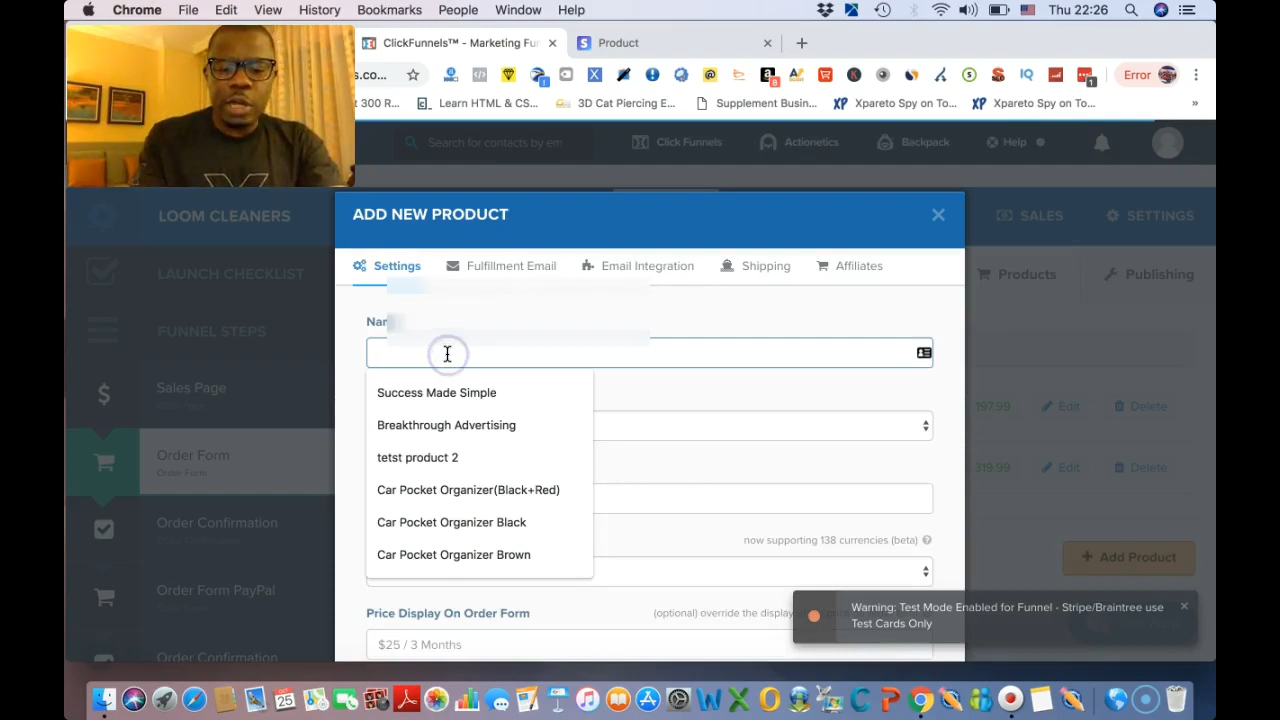 Chrome File Edit View History Bookmarks People Window Help Thu 22:26
ClickFunnels™ - Marketing Fu Product
s.co... 8 IQ 1 Error
300 R... Learn HTML & CS... 3D Cat Piercing E... Supplement Busin... XP Xpareto Spy on To... XP Xpareto Spy on To... »
Search for contacts by em Click Funnels Actionetics Backpack Help
LOOM CLEANERS ADD NEW PRODUCT SALES SETTINGS
LAUNCH CHECKLIST Settings Fulfillment Email Email Integration Shipping Affiliates Products Publishing
FUNNEL STEPS
Sales Page
Success Made Simple
197.99 Edit Delete
Breakthrough Advertising
Order Form
Order Form
tetst product 2
319.99 Edit Delete
Car Pocket Organizer(Black+Red)
Order Confirmation
Car Pocket Organizer Black
now supporting 138 currencies (beta)
Car Pocket Organizer Brown
+ Add Product
Order Form PayPal
Price Display On Order Form (optional) override the display
Warning: Test Mode Enabled for Funnel - Stripe/Braintree use
Test Cards Only
$25 / 3 Months
Order Confirmation